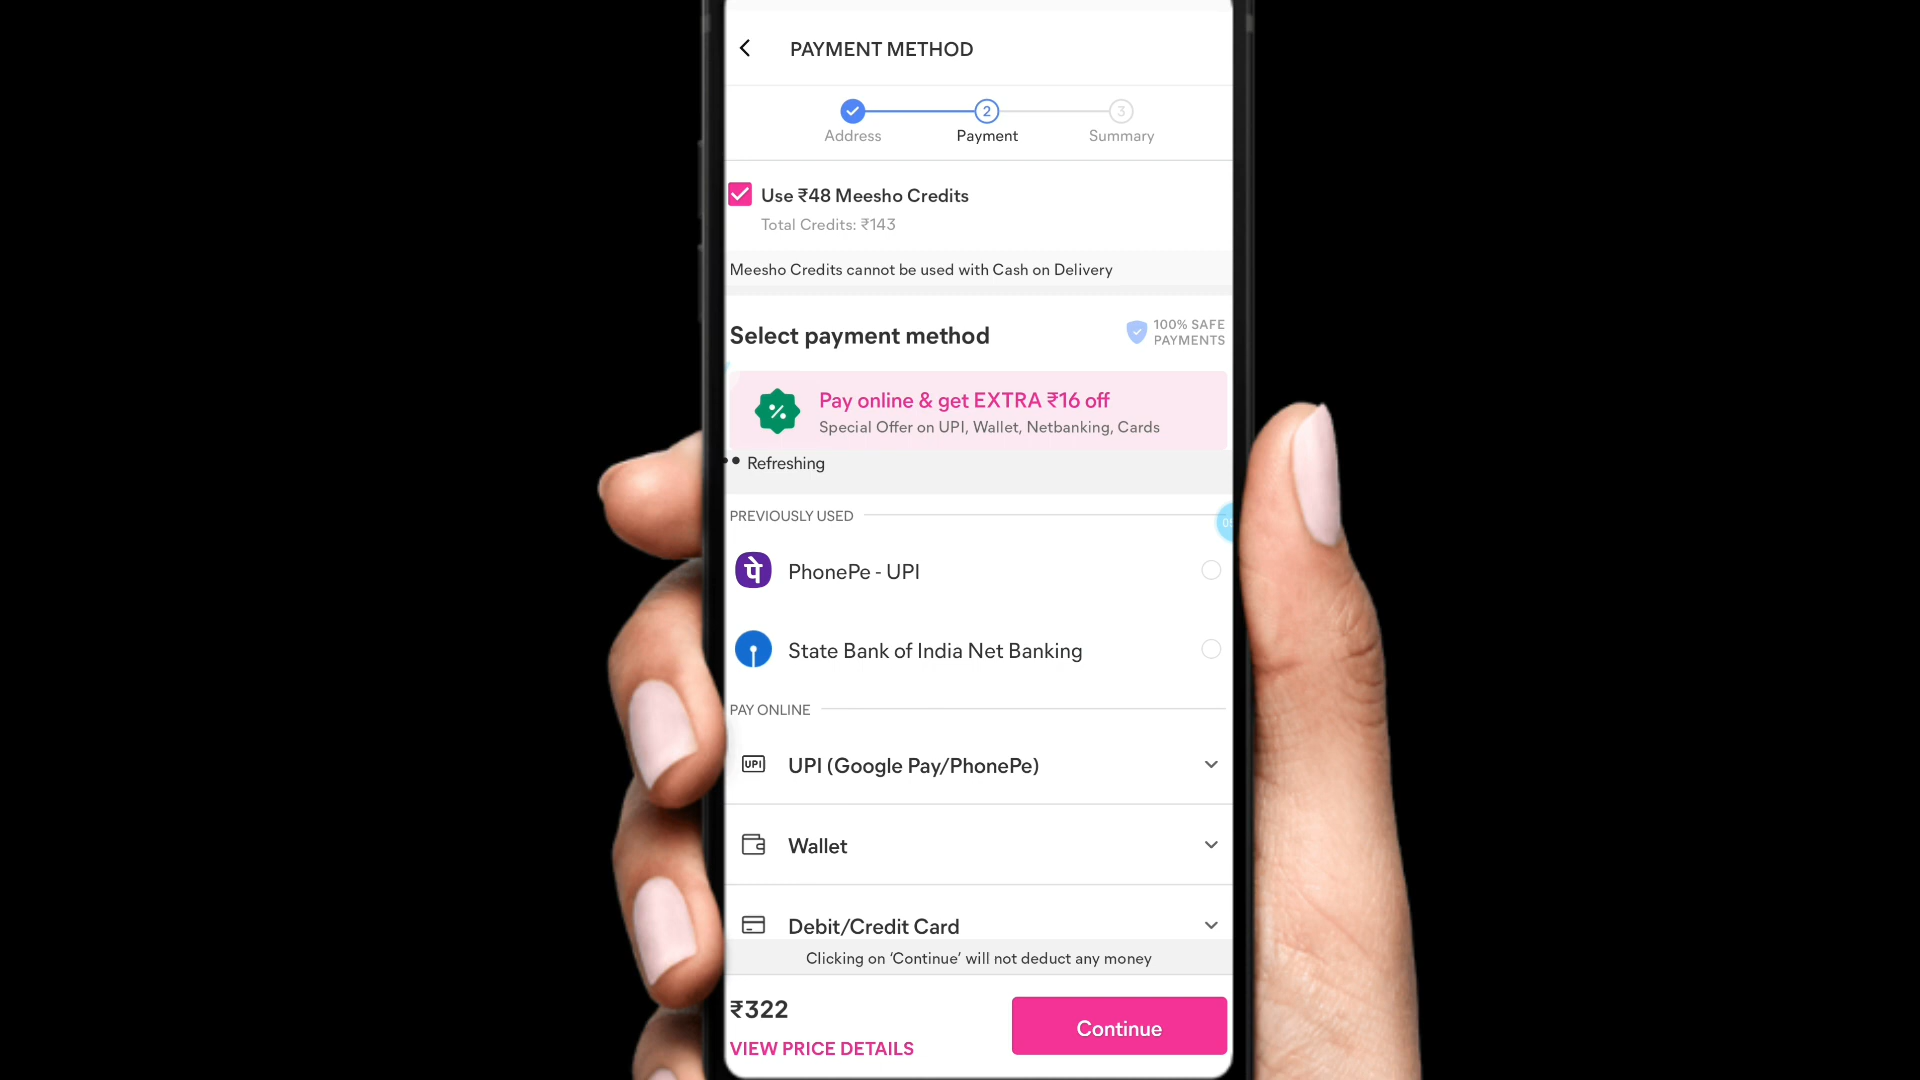 PAYMENT METHOD
2
3
Address
Payment
Summary
Use ₹48 Meesho Credits
Total Credits: ₹143
Meesho Credits cannot be used with Cash on Delivery
Select payment method
100% SAFE
PAYMENTS
%
Pay online & get EXTRA ₹16 off
Special Offer on UPI, Wallet, Netbanking, Cards
Refreshing
PREVIOUSLY USED
पे
PhonePe - UPI
State Bank of India Net Banking
PAY ONLINE
UPI
UPI (Google Pay/PhonePe)
Wallet
Debit/Credit Card
Clicking on ‘Continue’ will not deduct any money
₹322
Continue
VIEW PRICE DETAILS